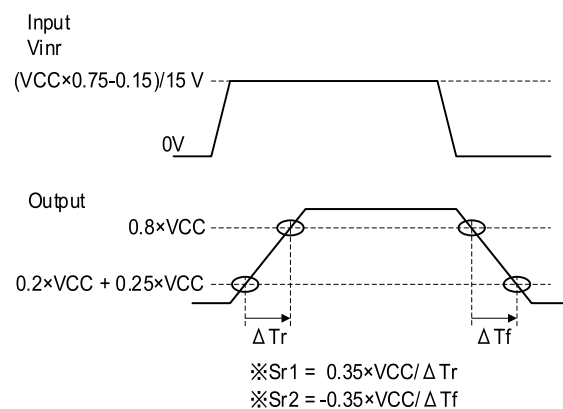 Input
Vinr
(VCC×0.75-0.15)/15 V
0V
Output
0.8×VCC
0.2×VCC + 0.25×VCC
ΔTr
ΔTf
※Sr1 = 0.35×VCC/ΔTr
※Sr2 = -0.35×VCC/ΔTf